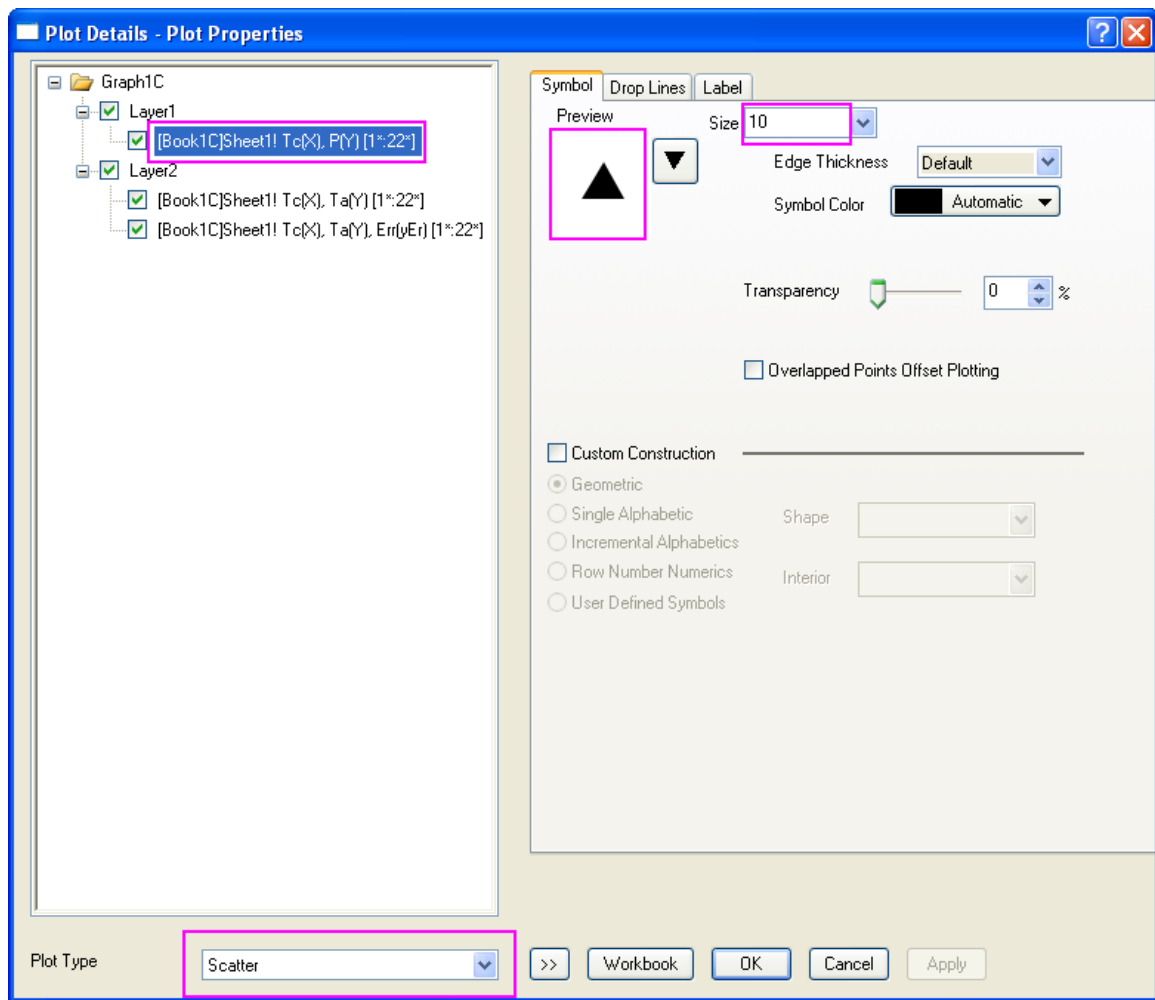 Plot Details - Plot Properties
Graph1C
Layer1
[Book1C]Sheet1! Tc(X), P(Y) [1*:22*]
Layer2
[Book1C]Sheet1! Tc(X), Ta(Y) [1*:22*]
[Book1C]Sheet1! Tc(X), Ta(Y), Err(yEr) [1*:22*]
Symbol Drop Lines Label
Preview
Size 10
Edge Thickness Default
Symbol Color Automatic
Transparency 0 %
Overlapped Points Offset Plotting
Custom Construction
Geometric
Single Alphabetic
Shape
Incremental Alphabetics
Row Number Numerics
Interior
User Defined Symbols
Plot Type Scatter >> Workbook OK Cancel Apply